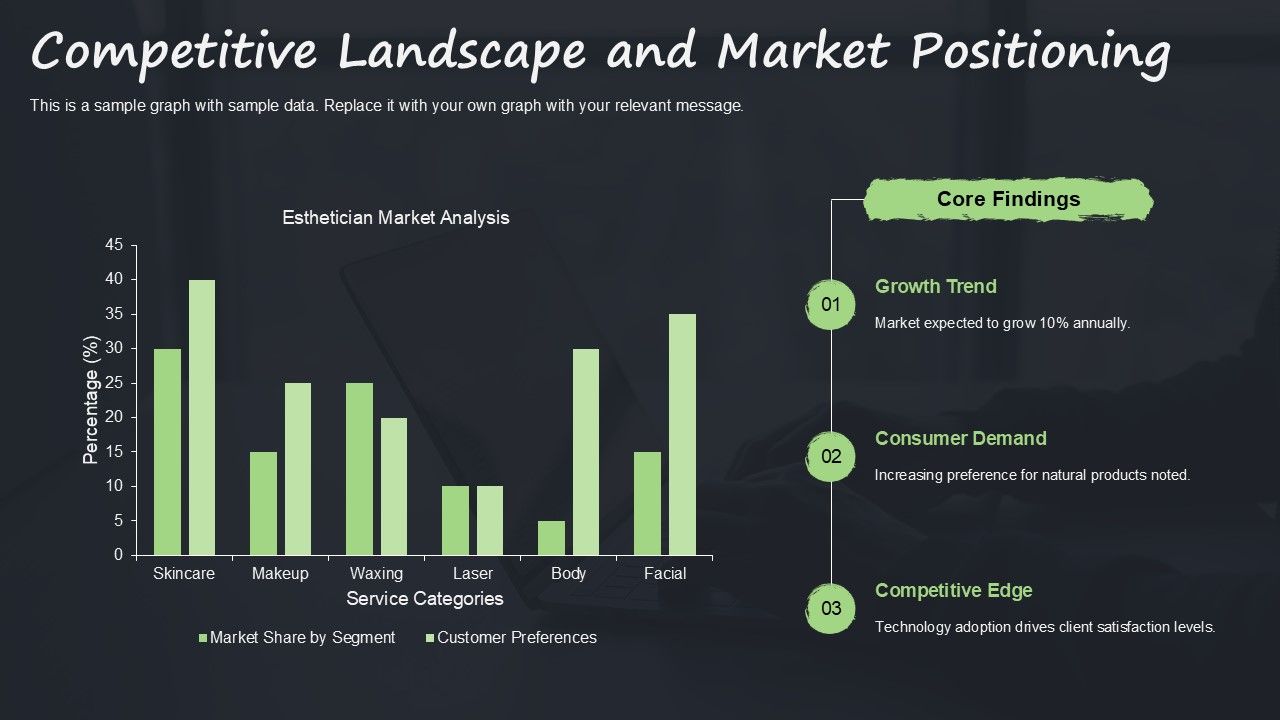 Competitive Landscape and Market Positioning
This is a sample graph with sample data. Replace it with your own graph with your relevant message.
Esthetician Market Analysis
45
40
35
30
25
20
15
10
5
0
Percentage (%)
Skincare Makeup Waxing Laser Body Facial
Service Categories
Market Share by Segment Customer Preferences
Core Findings
01
Growth Trend
Market expected to grow 10% annually.
02
Consumer Demand
Increasing preference for natural products noted.
03
Competitive Edge
Technology adoption drives client satisfaction levels.